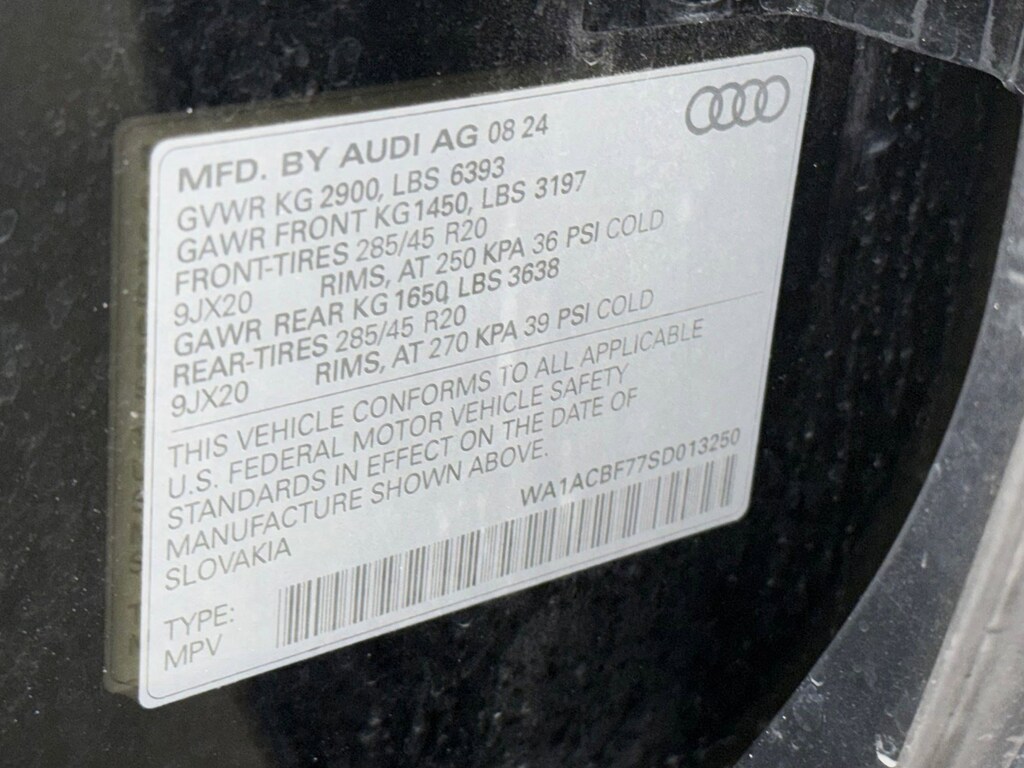 MFD. BY AUDI AG 08 24
GVWR KG 2900, LBS 6393
GAWR FRONT KG1450, LBS 3197
FRONT-TIRES 285/45 R20
9JX20 RIMS, AT 250 KPA 36 PSI COLD
GAWR REAR KG 1650, LBS 3638
REAR-TIRES 285/45 R20
9JX20 RIMS, AT 270 KPA 39 PSI COLD
THIS VEHICLE CONFORMS TO ALL APPLICABLE
U.S. FEDERAL MOTOR VEHICLE SAFETY
STANDARDS IN EFFECT ON THE DATE OF
MANUFACTURE SHOWN ABOVE.
SLOVAKIA
WA1ACBF77SD013250
TYPE:
MPV